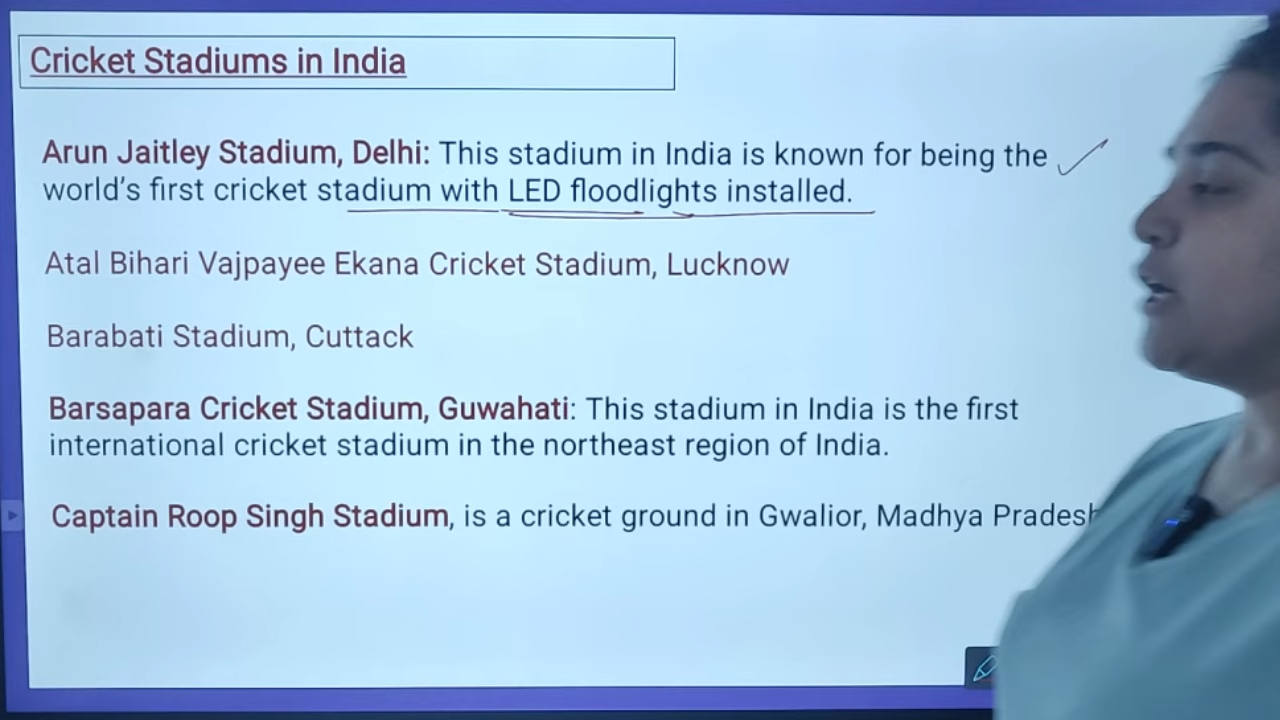 Cricket Stadiums in India
Arun Jaitley Stadium, Delhi: This stadium in India is known for being the
world's first cricket stadium with LED floodlights installed.
Atal Bihari Vajpayee Ekana Cricket Stadium, Lucknow
Barabati Stadium, Cuttack
Barsapara Cricket Stadium, Guwahati: This stadium in India is the first
international cricket stadium in the northeast region of India.
Captain Roop Singh Stadium, is a cricket ground in Gwalior, Madhya Pradesh